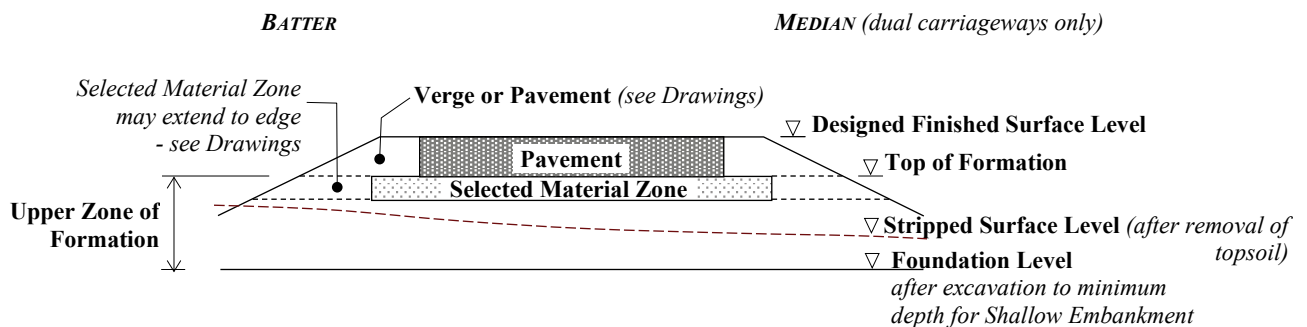 BATTER
MEDIAN (dual carriageways only)
Selected Material Zone
may extend to edge
- see Drawings
Verge or Pavement (see Drawings)
Designed Finished Surface Level
Pavement
Top of Formation
Selected Material Zone
Upper Zone of
Formation
Stripped Surface Level (after removal of
topsoil)
Foundation Level
after excavation to minimum
depth for Shallow Embankment